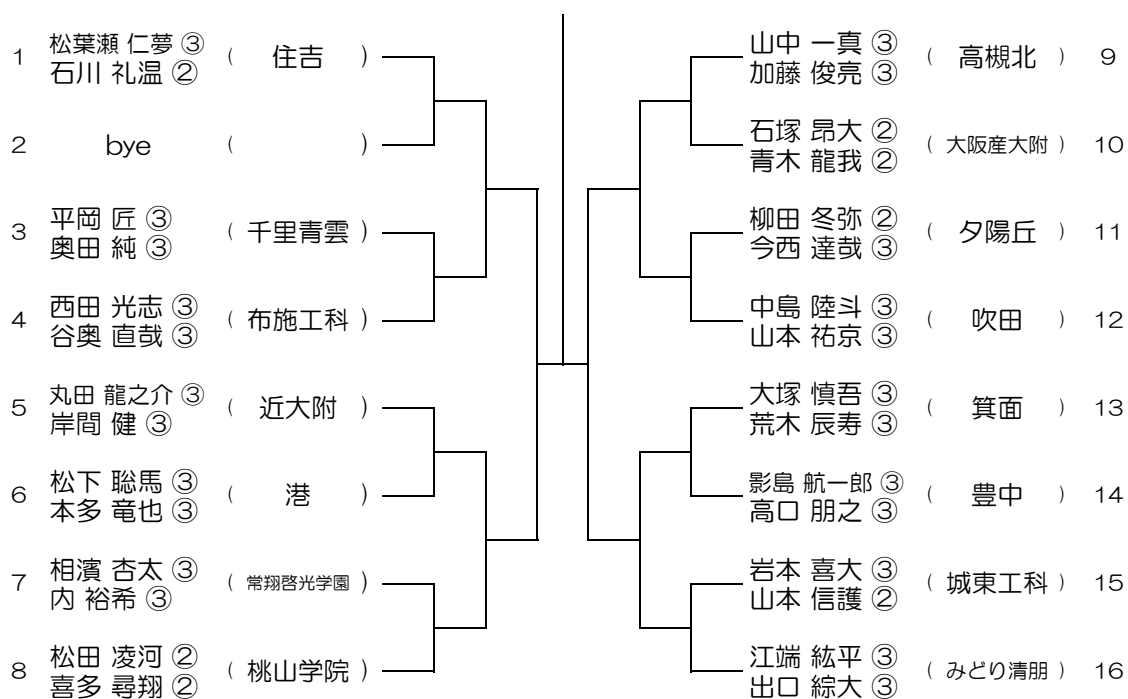 1 松葉瀬 仁夢 ③ ( 住吉 )
石川 礼温 ②
2 bye ( )
3 平岡 匠 ③ ( 千里青雲 )
奥田 純 ③
4 西田 光志 ③ ( 布施工科 )
谷奥 直哉 ③
5 丸田 龍之介 ③ ( 近大附 )
岸間 健 ③
6 松下 聡馬 ③ ( 港 )
本多 竜也 ③
7 相濱 杏太 ③ ( 常翔啓光学園 )
内 裕希 ③
8 松田 凌河 ② ( 桃山学院 )
喜多 尋翔 ②
山中 一真 ③ ( 高槻北 ) 9
加藤 俊亮 ③
石塚 昂大 ② ( 大阪産大附 ) 10
青木 龍我 ②
柳田 冬弥 ② ( 夕陽丘 ) 11
今西 達哉 ③
中島 陸斗 ③ ( 吹田 ) 12
山本 祐京 ③
大塚 慎吾 ③ ( 箕面 ) 13
荒木 辰寿 ③
影島 航一郎 ③ ( 豊中 ) 14
高口 朋之 ③
岩本 喜大 ③ ( 城東工科 ) 15
山本 信護 ②
江端 紘平 ③ ( みどり清朋 ) 16
出口 綜大 ③